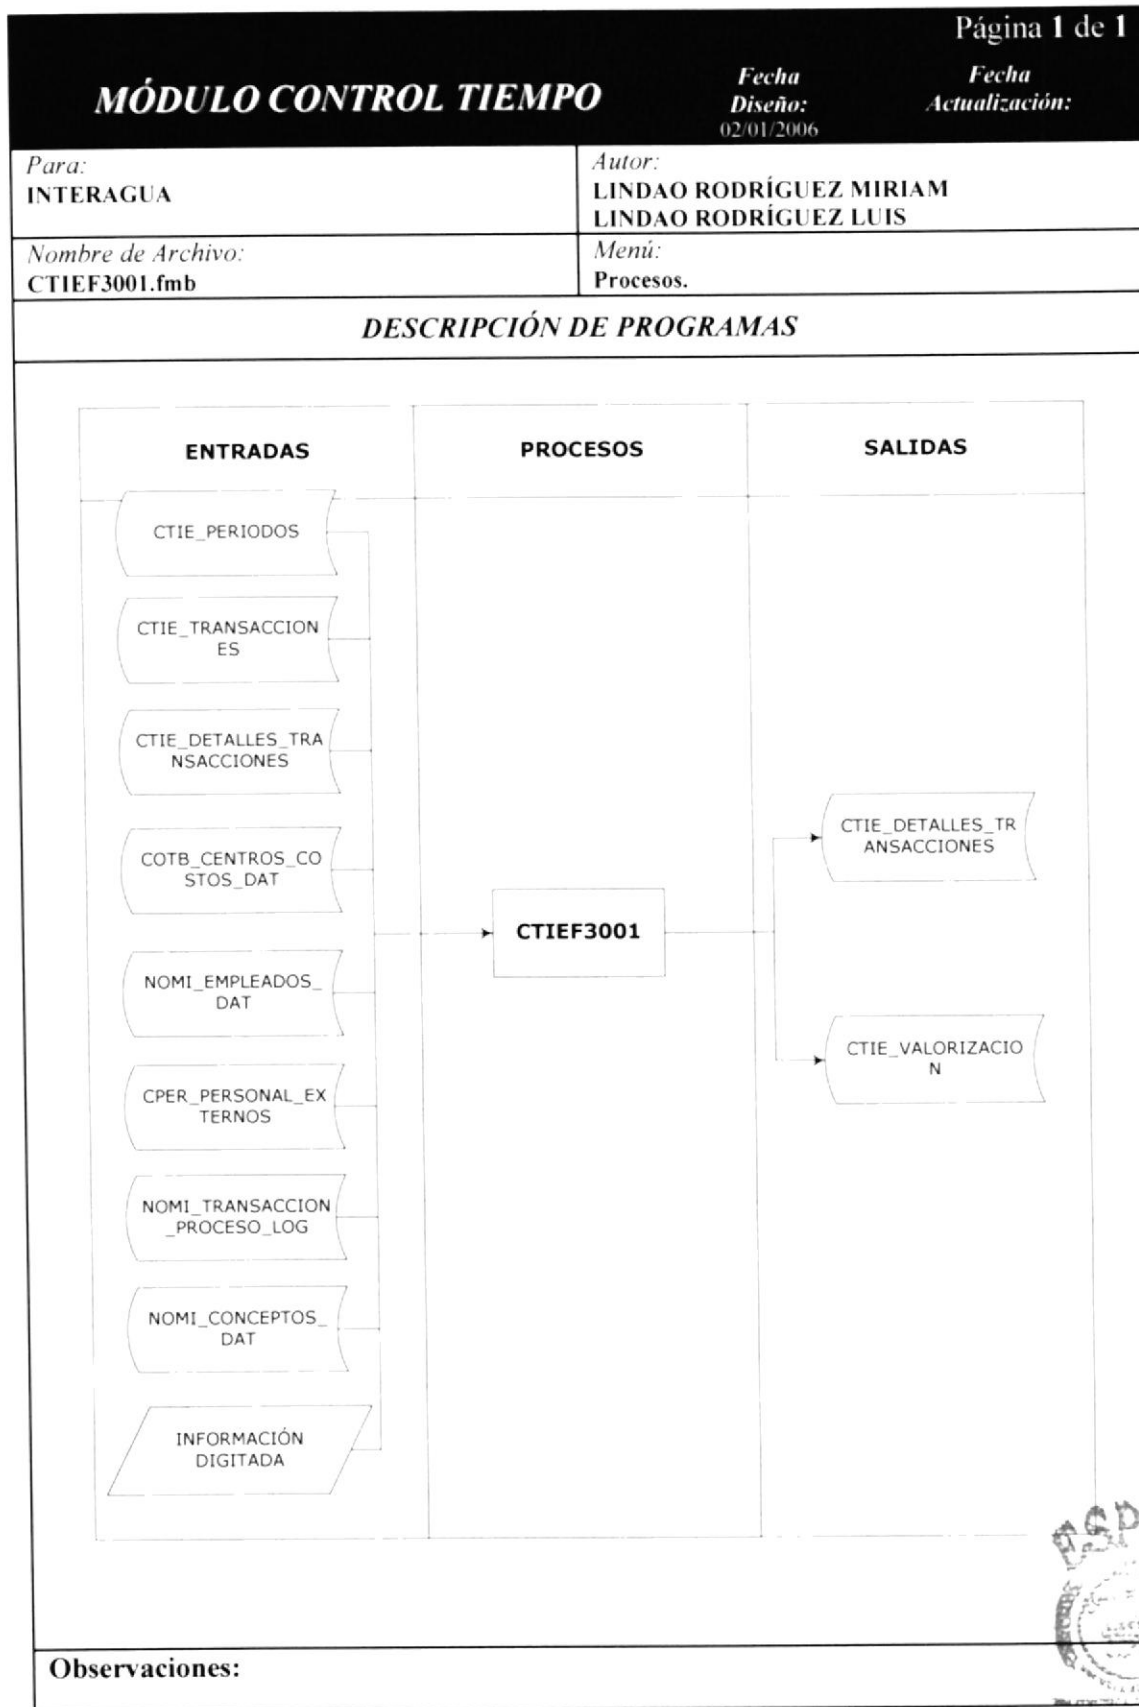 Página 1 de 1
MÓDULO CONTROL TIEMPO
Fecha
Diseño:
02/01/2006
Fecha
Actualización:
Para:
INTERAGUA
Autor:
LINDAO RODRÍGUEZ MIRIAM
LINDAO RODRÍGUEZ LUIS
Nombre de Archivo:
CTIEF3001.fmb
Menú:
Procesos.
DESCRIPCIÓN DE PROGRAMAS
ENTRADAS
PROCESOS
SALIDAS
CTIE_PERIODOS
CTIE_TRANSACCION
ES
CTIE_DETALLES_TRA
NSACCIONES
COTB_CENTROS_CO
STOS_DAT
NOMI_EMPLEADOS_
DAT
CPER_PERSONAL_EX
TERNOS
NOMI_TRANSACCION
_PROCESO_LOG
NOMI_CONCEPTOS_
DAT
INFORMACIÓN
DIGITADA
CTIEF3001
CTIE_DETALLES_TR
ANSACCIONES
CTIE_VALORIZACIO
N
ESP
Observaciones: